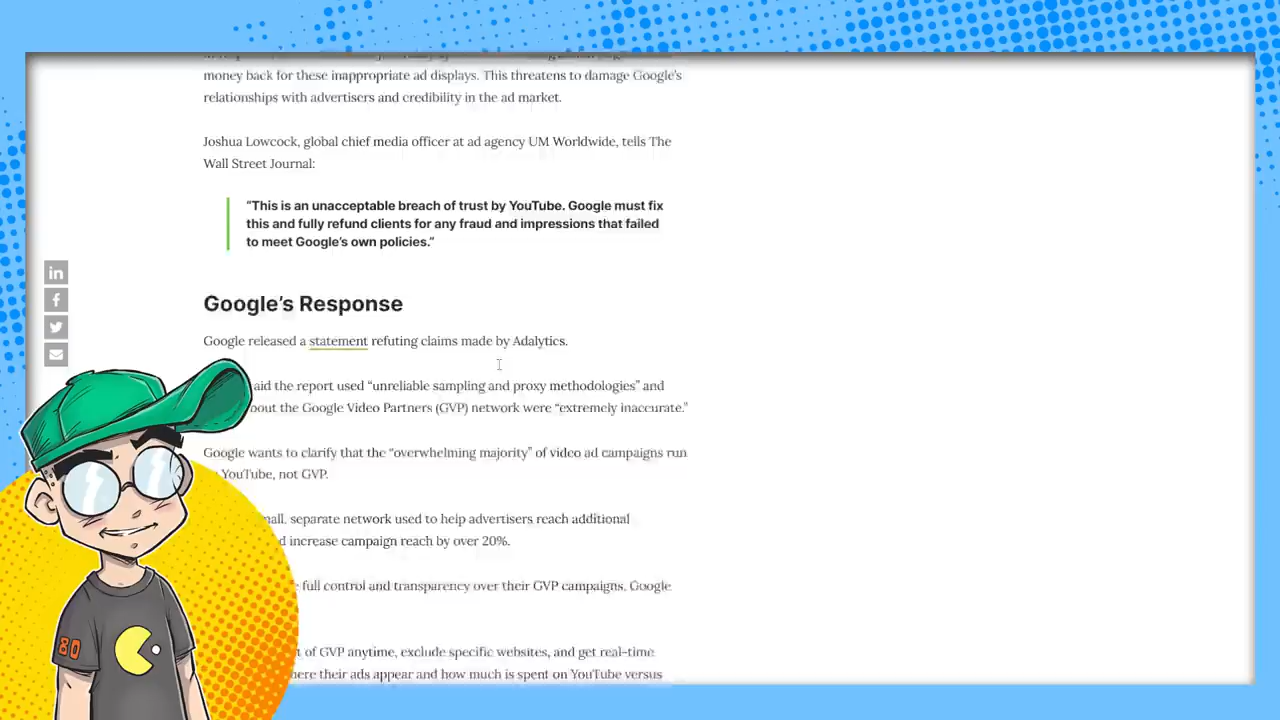 money back for these inappropriate ad displays. This threatens to damage Google's
relationships with advertisers and credibility in the ad market.
Joshua Lowcock, global chief media officer at ad agency UM Worldwide, tells The
Wall Street Journal:
“This is an unacceptable breach of trust by YouTube. Google must fix
this and fully refund clients for any fraud and impressions that failed
to meet Google's own policies.”
in
f
Google's Response
Google released a statement refuting claims made by Adalytics.
aid the report used “unreliable sampling and proxy methodologies” and
bout the Google Video Partners (GVP) network were “extremely inaccurate.”
Google wants to clarify that the “overwhelming majority” of video ad campaigns run
YouTube, not GVP.
separate network used to help advertisers reach additional
increase campaign reach by over 20%.
full control and transparency over their GVP campaigns, Google
of GVP anytime, exclude specific websites, and get real-time
their ads appear and how much is spent on YouTube versus
80